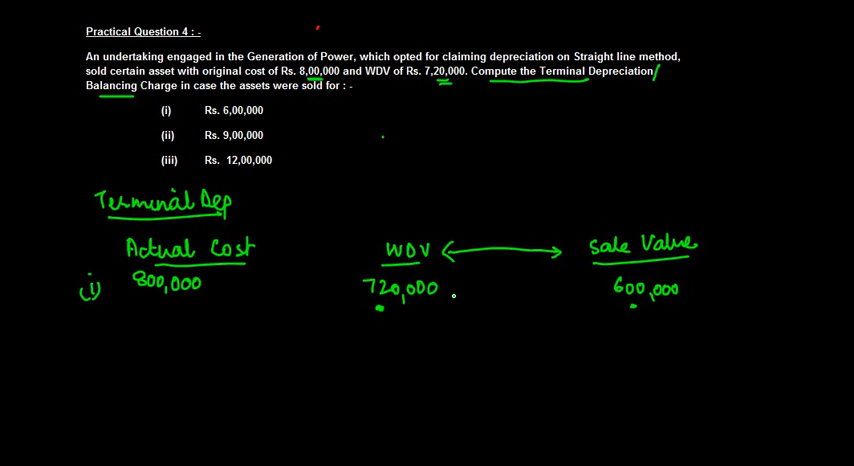 Practical Question 4 : -
An undertaking engaged in the Generation of Power, which opted for claiming depreciation on Straight line method,
sold certain asset with original cost of Rs. 8,00,000 and WDV of Rs. 7,20,000. Compute the Terminal Depreciation/
Balancing Charge in case the assets were sold for : -
(i) Rs. 6,00,000
(ii) Rs. 9,00,000
(iii) Rs. 12,00,000
Terminal Dep
Actual Cost WDV Sale Value
(i) 800,000 720,000 600,000